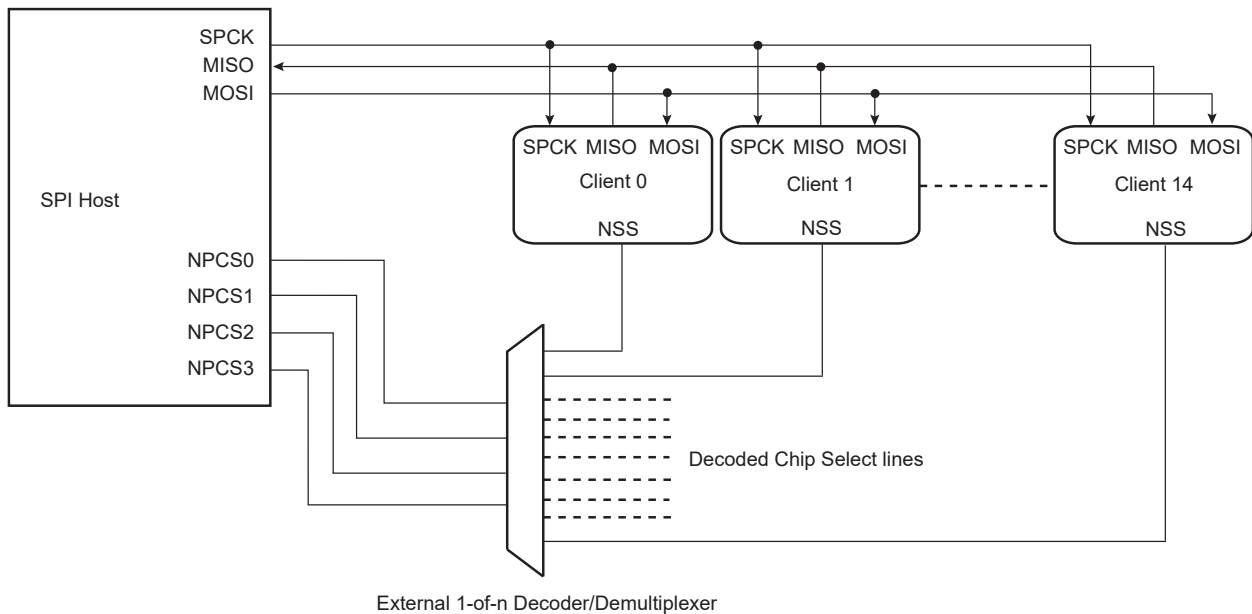 SPCK
MISO
MOSI
SPI Host
NPCS0
NPCS1
NPCS2
NPCS3
SPCK MISO MOSI
Client 0
NSS
SPCK MISO MOSI
Client 1
NSS
SPCK MISO MOSI
Client 14
NSS
Decoded Chip Select lines
External 1-of-n Decoder/Demultiplexer